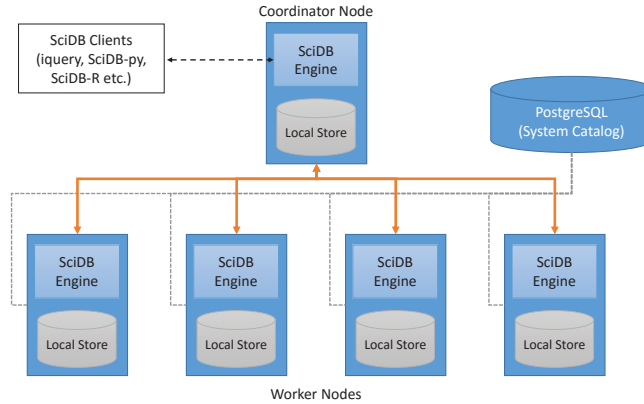 Coordinator Node
SciDB Clients
(iquery, SciDB-py,
SciDB-R etc.)
SciDB
Engine
Local Store
PostgreSQL
(System Catalog)
SciDB
Engine
Local Store
SciDB
Engine
Local Store
SciDB
Engine
Local Store
SciDB
Engine
Local Store
Worker Nodes